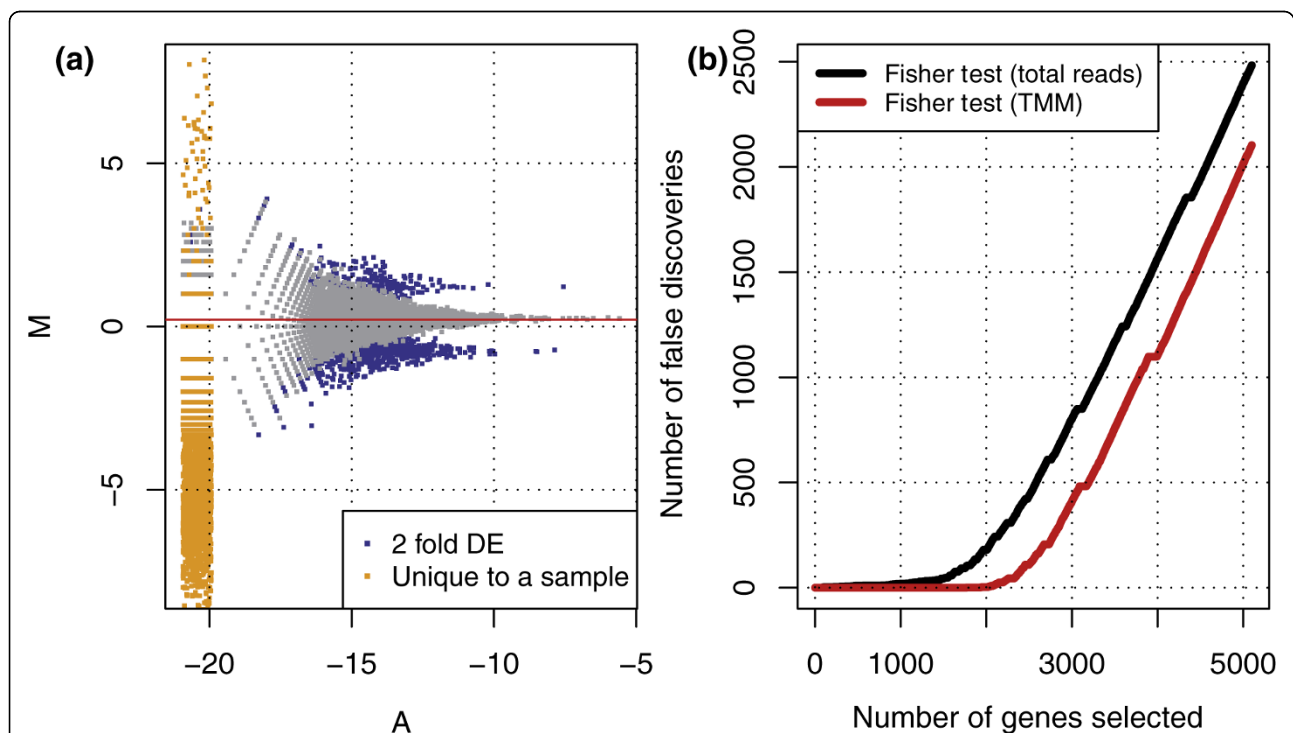 (a)
M
5
0
−5
2 fold DE
Unique to a sample
−20
−15
−10
−5
A
(b)
Number of false discoveries
2500
2000
1500
1000
500
0
Fisher test (total reads)
Fisher test (TMM)
0
1000
3000
5000
Number of genes selected